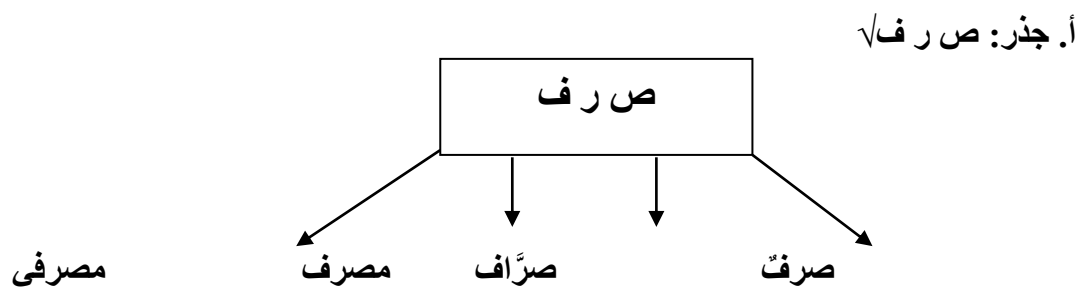 أ. جذر: ص ر ف√
ص ر ف
صرفٌ صرَّاف مصرف مصرفى